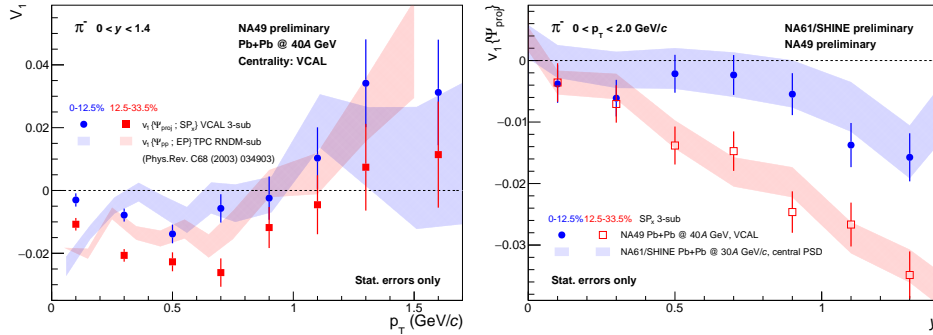 V₁
π⁻ 0 < y < 1.4
NA49 preliminary
Pb+Pb @ 40A GeV
Centrality: VCAL
0-12.5% 12.5-33.5%
v₁{Ψproj ; SPx} VCAL 3-sub
v₁{Ψpp ; EP} TPC RNDM-sub
(Phys.Rev. C68 (2003) 034903)
Stat. errors only
0.04
0.02
0
−0.02
0 0.5 1 1.5
pT (GeV/c)
v₁{Ψproj}
π⁻ 0 < pT < 2.0 GeV/c
NA61/SHINE preliminary
NA49 preliminary
0-12.5% 12.5-33.5% SPx 3-sub
NA49 Pb+Pb @ 40A GeV, VCAL
NA61/SHINE Pb+Pb @ 30A GeV/c, central PSD
Stat. errors only
0
−0.01
−0.02
−0.03
0 0.5 1
y